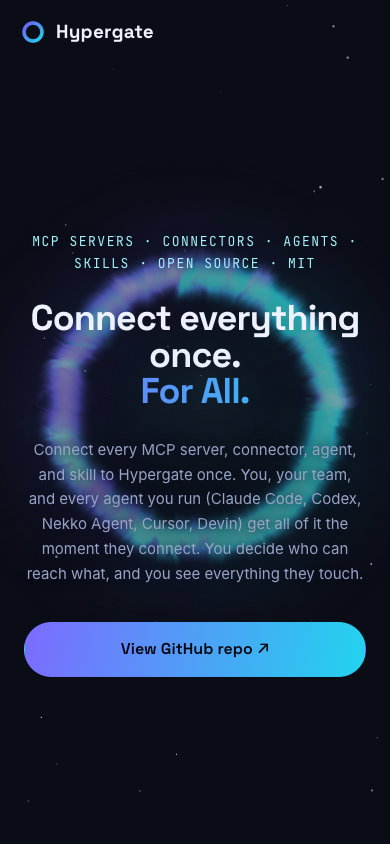 Hypergate
MCP SERVERS · CONNECTORS · AGENTS ·
SKILLS · OPEN SOURCE · MIT
Connect everything
once.
For All.
Connect every MCP server, connector, agent,
and skill to Hypergate once. You, your team,
and every agent you run (Claude Code, Codex,
Nekko Agent, Cursor, Devin) get all of it the
moment they connect. You decide who can
reach what, and you see everything they touch.
View GitHub repo ↗